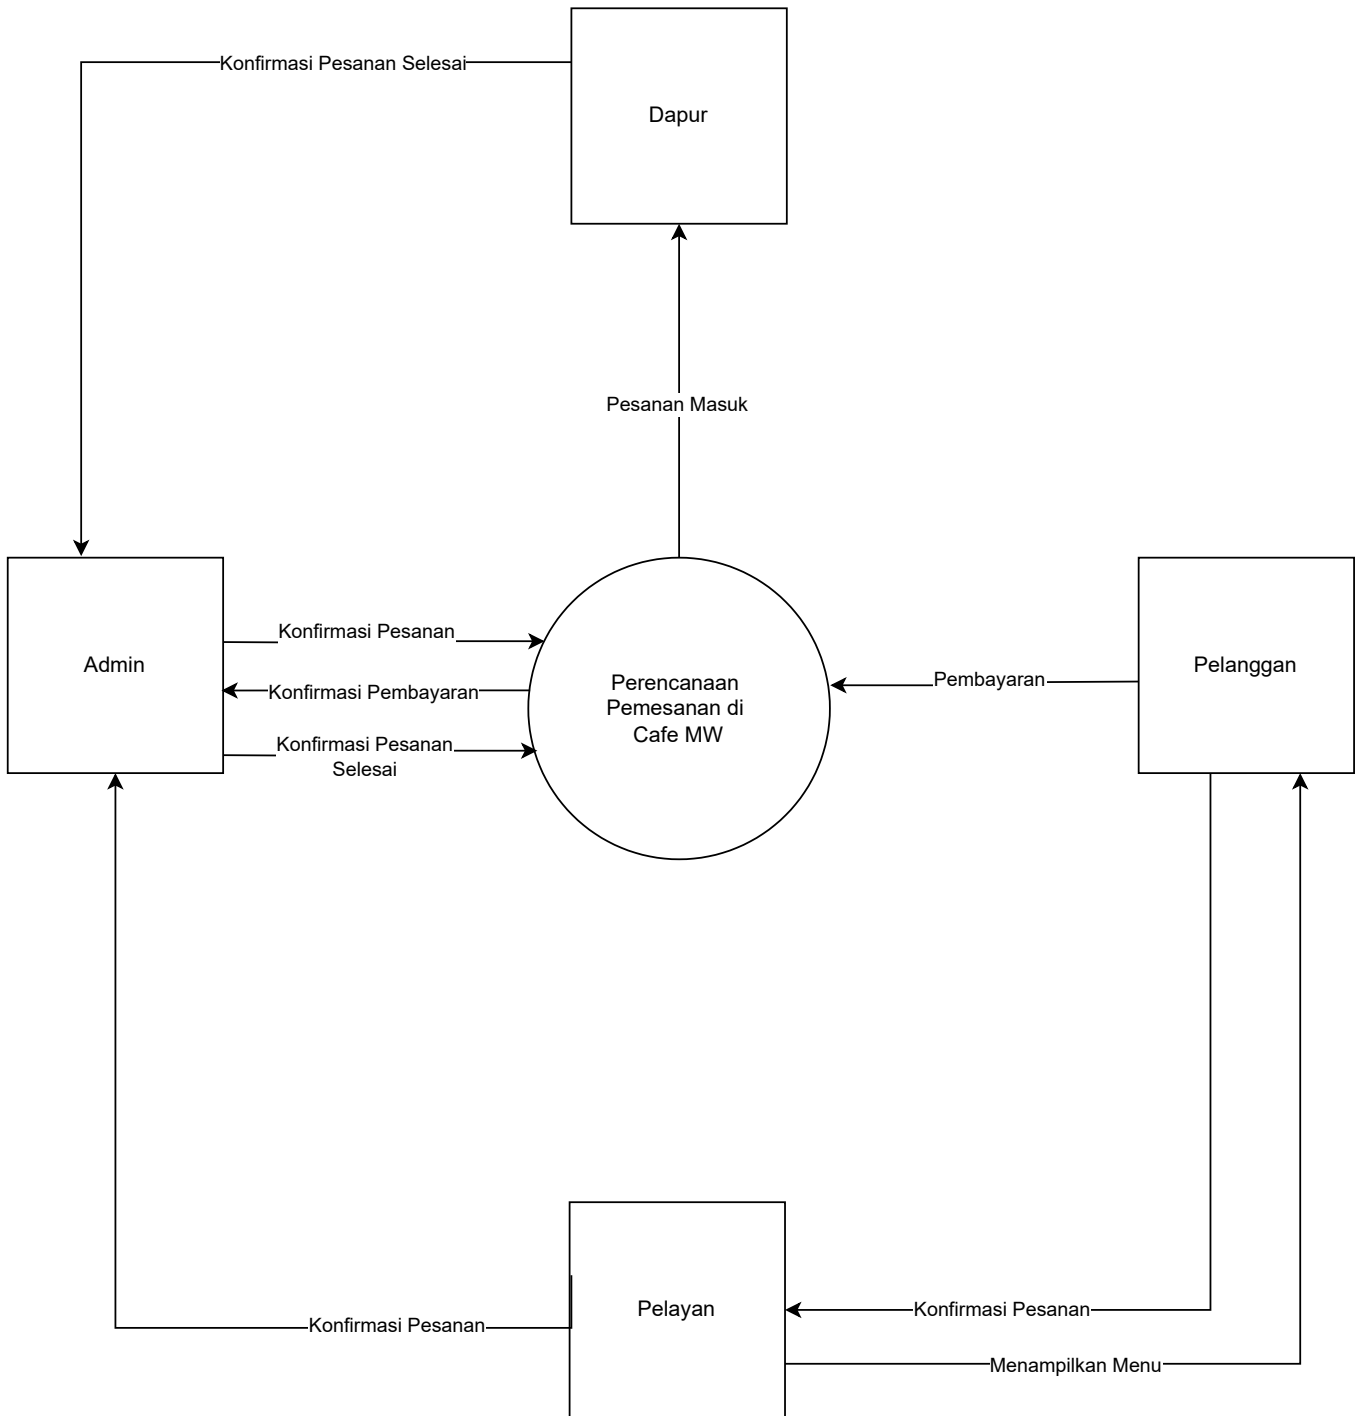 Konfirmasi Pesanan Selesai
Dapur
Pesanan Masuk
Admin
Konfirmasi Pesanan
Konfirmasi Pembayaran
Konfirmasi Pesanan
Selesai
Perencanaan
Pemesanan di
Cafe MW
Pembayaran
Pelanggan
Konfirmasi Pesanan
Pelayan
Konfirmasi Pesanan
Menampilkan Menu